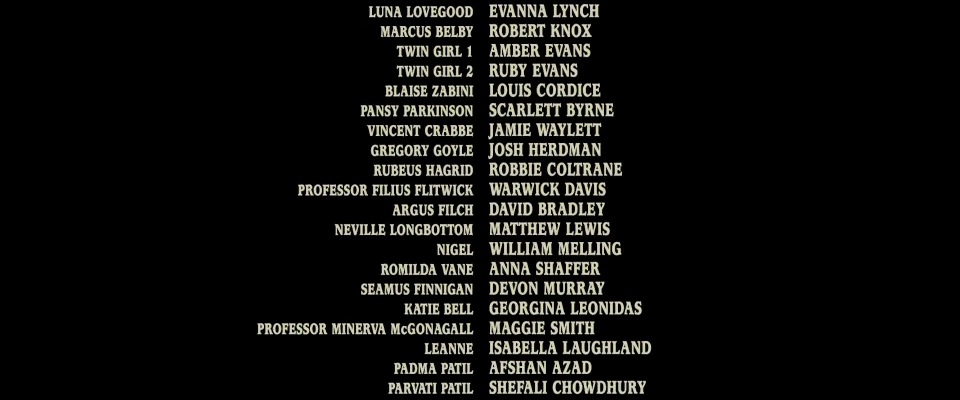 LUNA LOVEGOOD EVANNA LYNCH
MARCUS BELBY ROBERT KNOX
TWIN GIRL 1 AMBER EVANS
TWIN GIRL 2 RUBY EVANS
BLAISE ZABINI LOUIS CORDICE
PANSY PARKINSON SCARLETT BYRNE
VINCENT CRABBE JAMIE WAYLETT
GREGORY GOYLE JOSH HERDMAN
RUBEUS HAGRID ROBBIE COLTRANE
PROFESSOR FILIUS FLITWICK WARWICK DAVIS
ARGUS FILCH DAVID BRADLEY
NEVILLE LONGBOTTOM MATTHEW LEWIS
NIGEL WILLIAM MELLING
ROMILDA VANE ANNA SHAFFER
SEAMUS FINNIGAN DEVON MURRAY
KATIE BELL GEORGINA LEONIDAS
PROFESSOR MINERVA McGONAGALL MAGGIE SMITH
LEANNE ISABELLA LAUGHLAND
PADMA PATIL AFSHAN AZAD
PARVATI PATIL SHEFALI CHOWDHURY